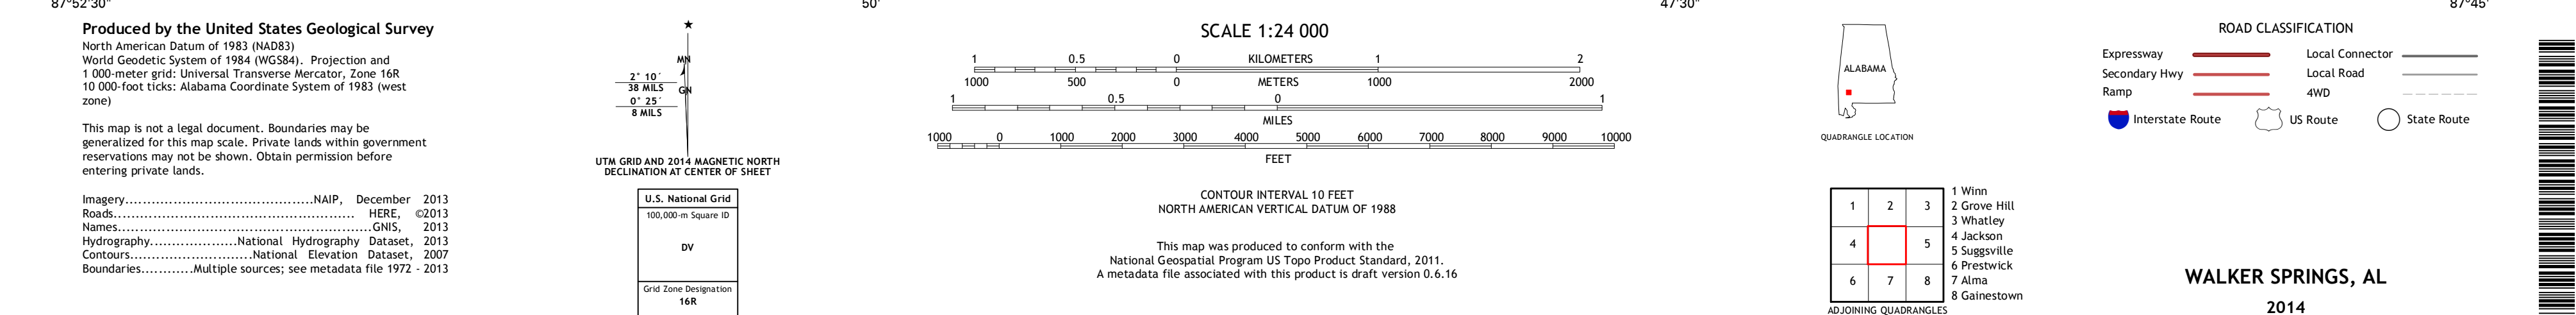 87°52'30"
50'
47'30"
87°45'
Produced by the United States Geological Survey
North American Datum of 1983 (NAD83)
World Geodetic System of 1984 (WGS84). Projection and
1 000-meter grid: Universal Transverse Mercator, Zone 16R
10 000-foot ticks: Alabama Coordinate System of 1983 (west
zone)
This map is not a legal document. Boundaries may be
generalized for this map scale. Private lands within government
reservations may not be shown. Obtain permission before
entering private lands.
Imagery..........................................NAIP, December 2013
Roads..................................................... HERE, ©2013
Names........................................................GNIS, 2013
Hydrography....................National Hydrography Dataset, 2013
Contours............................National Elevation Dataset, 2007
Boundaries............Multiple sources; see metadata file 1972 - 2013
MN
GN
2° 10´
38 MILS
0° 25´
8 MILS
UTM GRID AND 2014 MAGNETIC NORTH
DECLINATION AT CENTER OF SHEET
U.S. National Grid
100,000-m Square ID
DV
Grid Zone Designation
16R
SCALE 1:24 000
1 0.5 0 KILOMETERS 1 2
1000 500 0 METERS 1000 2000
1 0.5 0 1
MILES
1000 0 1000 2000 3000 4000 5000 6000 7000 8000 9000 10000
FEET
CONTOUR INTERVAL 10 FEET
NORTH AMERICAN VERTICAL DATUM OF 1988
This map was produced to conform with the
National Geospatial Program US Topo Product Standard, 2011.
A metadata file associated with this product is draft version 0.6.16
ALABAMA
QUADRANGLE LOCATION
1 2 3
4 5
6 7 8
ADJOINING QUADRANGLES
1 Winn
2 Grove Hill
3 Whatley
4 Jackson
5 Suggsville
6 Prestwick
7 Alma
8 Gainestown
ROAD CLASSIFICATION
Expressway Local Connector
Secondary Hwy Local Road
Ramp 4WD
Interstate Route US Route State Route
WALKER SPRINGS, AL
2014